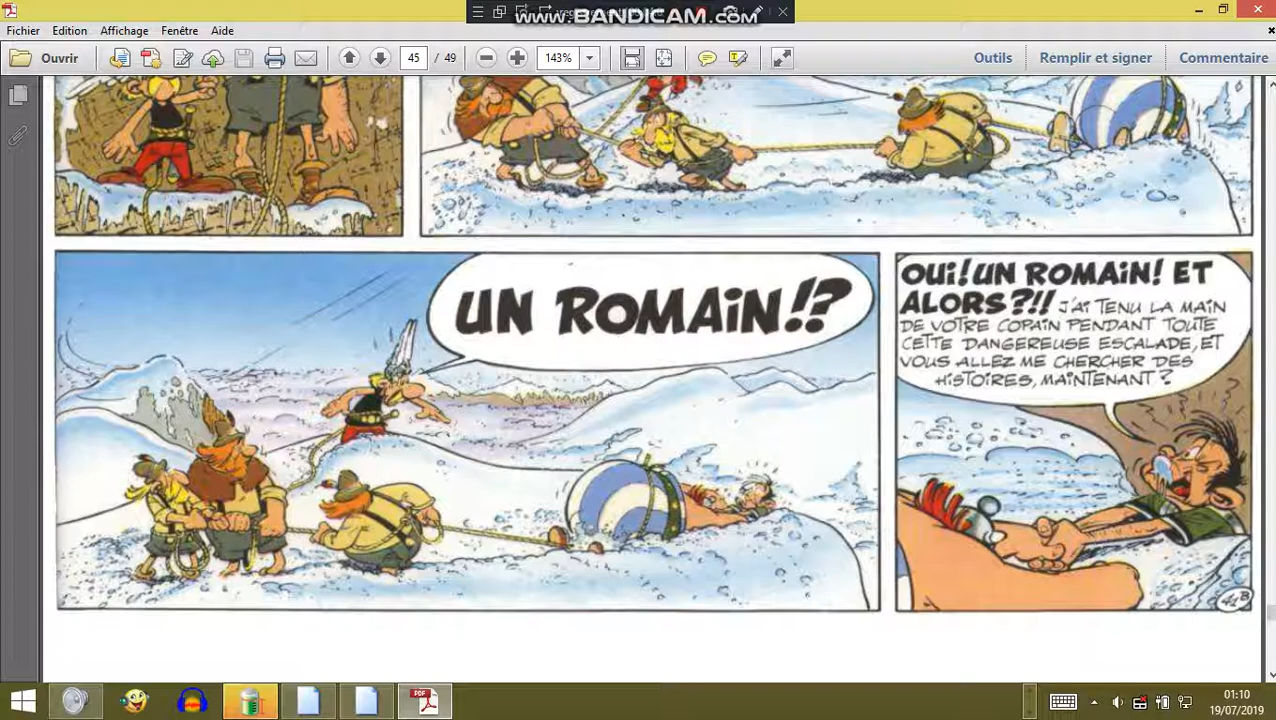 www.BANDICAM.com
Fichier Edition Affichage Fenêtre Aide
Ouvrir 45 / 49 143% Outils Remplir et signer Commentaire
UN ROMAIN!?
OUI! UN ROMAIN! ET
ALORS?!! J'AI TENU LA MAIN
DE VOTRE COPAIN PENDANT TOUTE
CETTE DANGEREUSE ESCALADE, ET
VOUS ALLEZ ME CHERCHER DES
HISTOIRES, MAINTENANT?
41B
PDF
01:10
19/07/2019